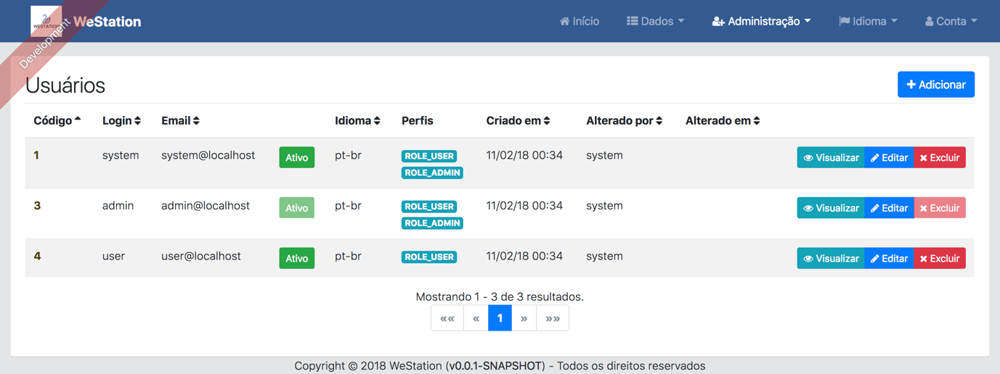 WESTATION
WeStation
Início Dados Administração Idioma Conta
Development
Usuários
Adicionar
Código Login Email Idioma Perfis Criado em Alterado por Alterado em
1 system system@localhost Ativo pt-br ROLE_USER 11/02/18 00:34 system Visualizar Editar Excluir
ROLE_ADMIN
3 admin admin@localhost Ativo pt-br ROLE_USER 11/02/18 00:34 system Visualizar Editar Excluir
ROLE_ADMIN
4 user user@localhost Ativo pt-br ROLE_USER 11/02/18 00:34 system Visualizar Editar Excluir
Mostrando 1 - 3 de 3 resultados.
«« « 1 » »»
Copyright © 2018 WeStation (v0.0.1-SNAPSHOT) - Todos os direitos reservados